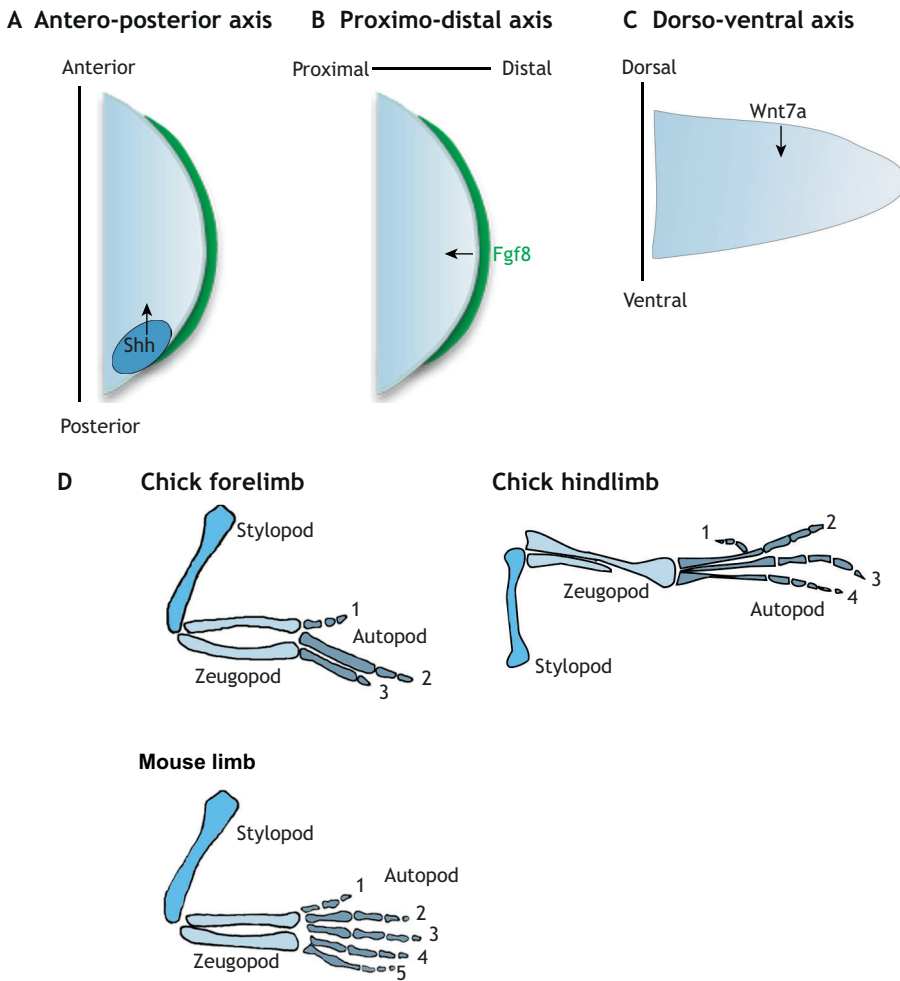 A Antero-posterior axis
B Proximo-distal axis
C Dorso-ventral axis
Anterior
Shh
Posterior
Proximal
Distal
Fgf8
Dorsal
Wnt7a
Ventral
D
Chick forelimb
Stylopod
1
Autopod
Zeugopod
2
3
Chick hindlimb
1
2
Zeugopod
3
Autopod
4
Stylopod
Mouse limb
Stylopod
Autopod
1
2
3
Zeugopod
4
5